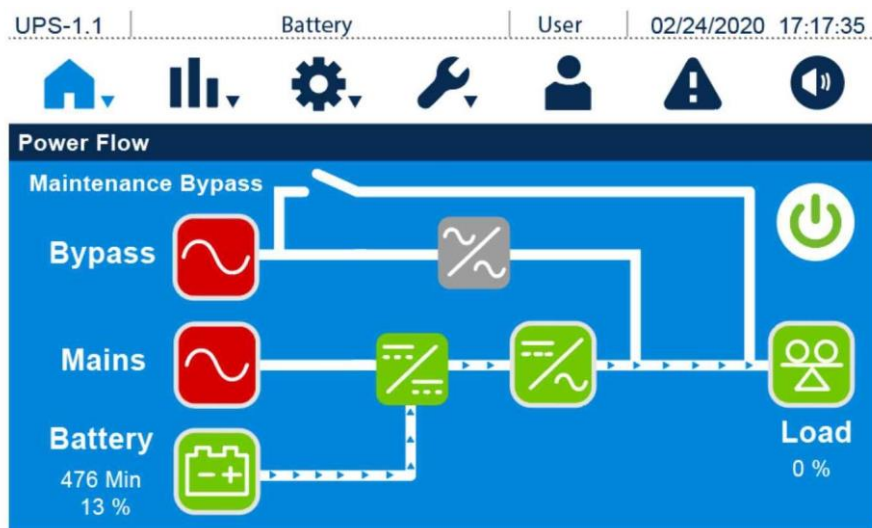 UPS-1.1 Battery User 02/24/2020 17:17:35
Power Flow
Maintenance Bypass
Bypass
Mains
Battery
476 Min
13 %
Load
0 %